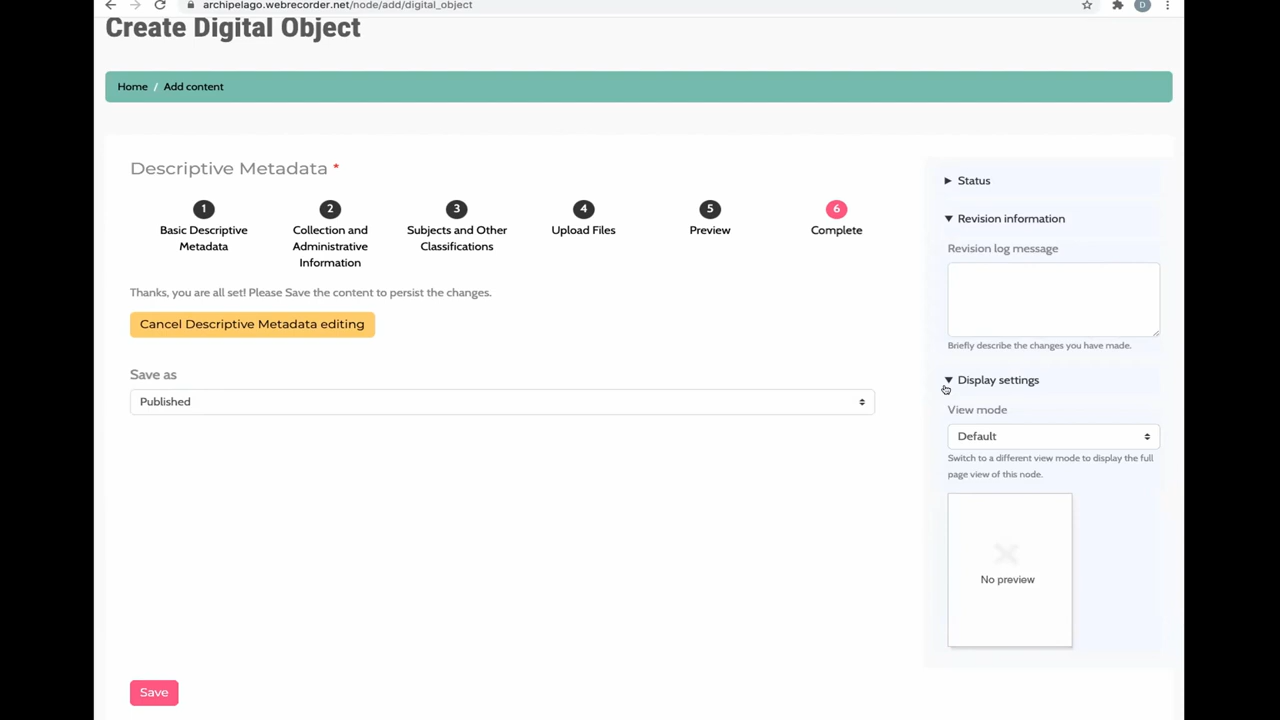 archipelago.webrecorder.net/node/add/digital_object
D
Create Digital Object
Home / Add content
Descriptive Metadata *
1
Basic Descriptive
Metadata
2
Collection and
Administrative
Information
3
Subjects and Other
Classifications
4
Upload Files
5
Preview
6
Complete
Thanks, you are all set! Please Save the content to persist the changes.
Cancel Descriptive Metadata editing
Save as
Published
Save
Status
Revision information
Revision log message
Briefly describe the changes you have made.
Display settings
View mode
Default
Switch to a different view mode to display the full
page view of this node.
No preview